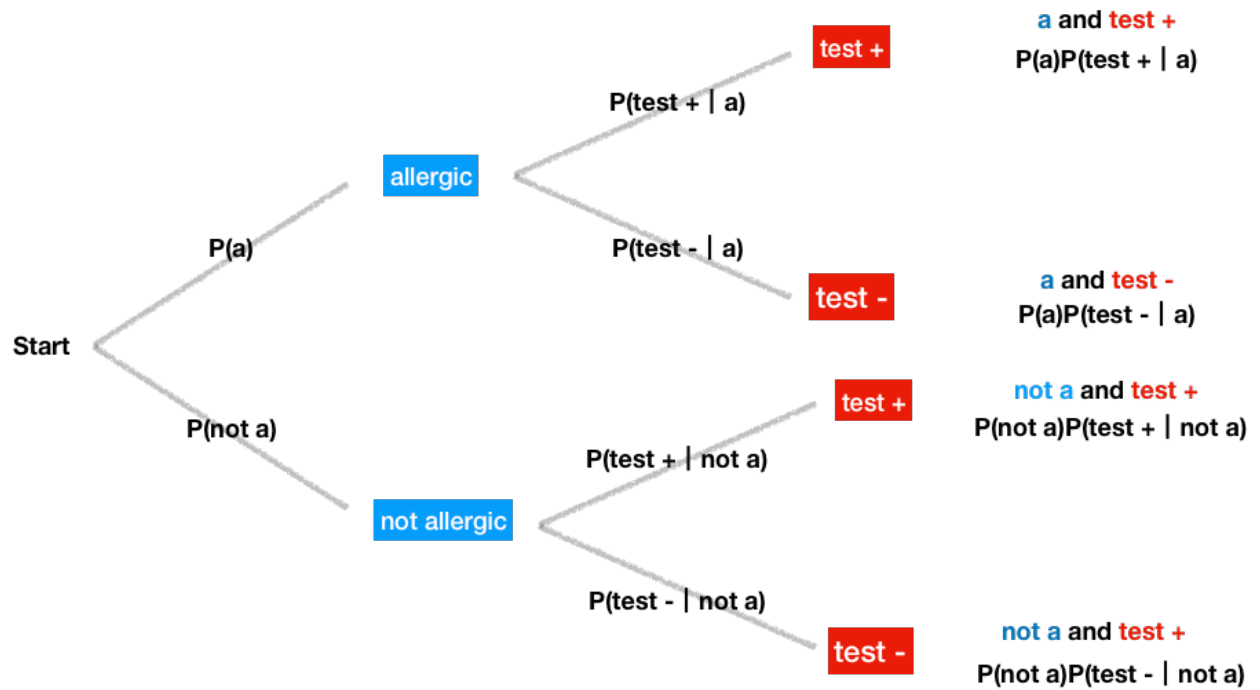 a and test +
test +
P(a)P(test + | a)
P(test + | a)
allergic
P(a)
P(test - | a)
a and test -
test -
P(a)P(test - | a)
Start
not a and test +
test +
P(not a)P(test + | not a)
P(not a)
P(test + | not a)
not allergic
P(test - | not a)
not a and test +
test -
P(not a)P(test - | not a)